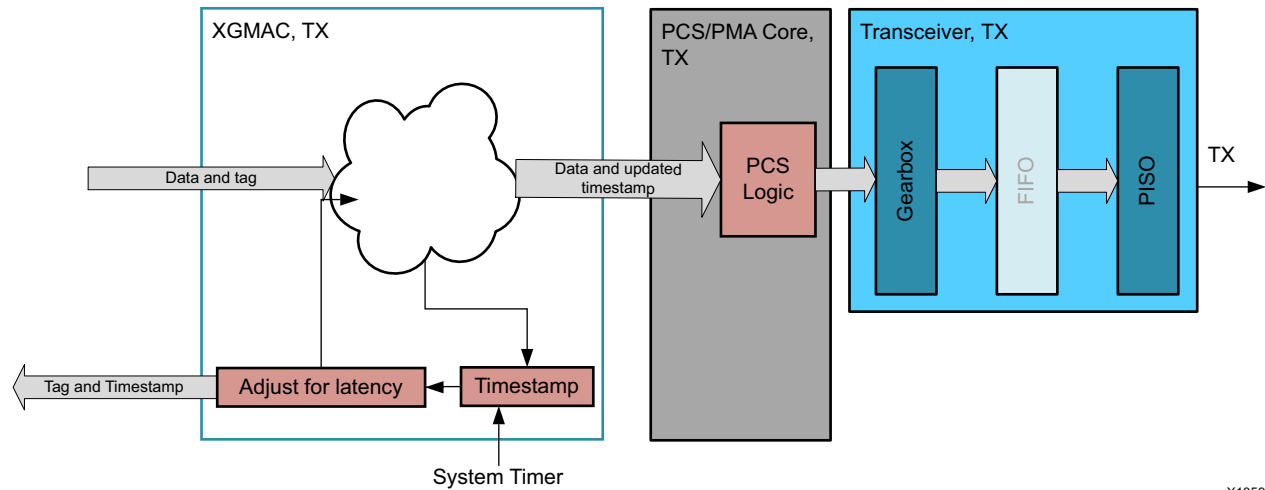 XGMAC, TX
PCS/PMA Core,
TX
Transceiver, TX
Data and tag
Data and updated
timestamp
PCS
Logic
Gearbox
FIFO
PISO
TX
Tag and Timestamp
Adjust for latency
Timestamp
System Timer